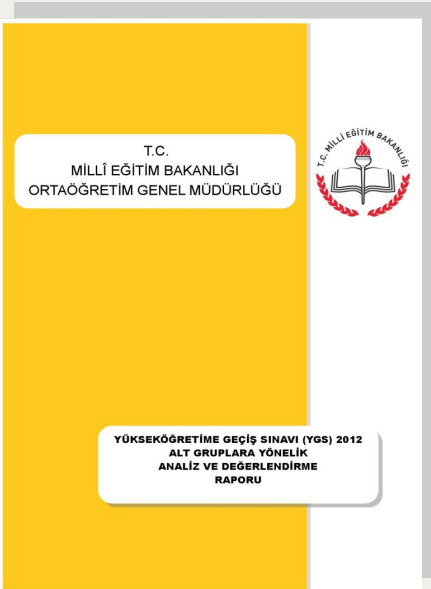 T.C.
MİLLÎ EĞİTİM BAKANLIĞI
ORTAÖĞRETİM GENEL MÜDÜRLÜĞÜ
T.C. MİLLİ EĞİTİM BAKANLIĞI
YÜKSEKÖĞRETİME GEÇİŞ SINAVI (YGS) 2012
ALT GRUPLARA YÖNELİK
ANALİZ VE DEĞERLENDİRME
RAPORU